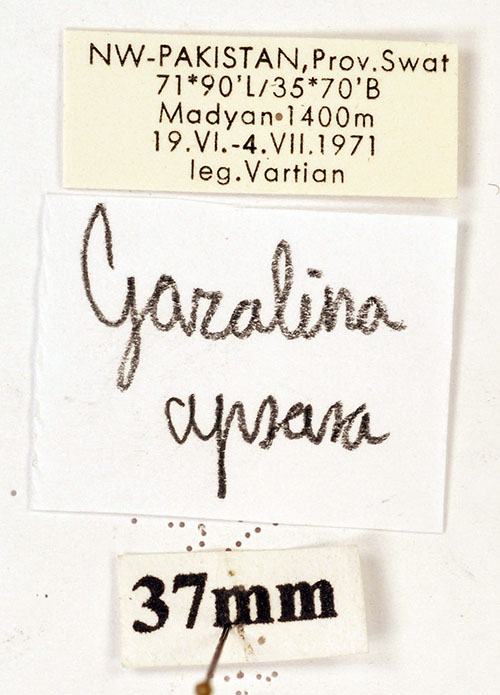 NW-PAKISTAN,Prov.Swat
71*90'L/35*70'B
Madyan 1400m
19.VI.-4.VII.1971
leg.Vartian
Gazalina
apsara
37mm